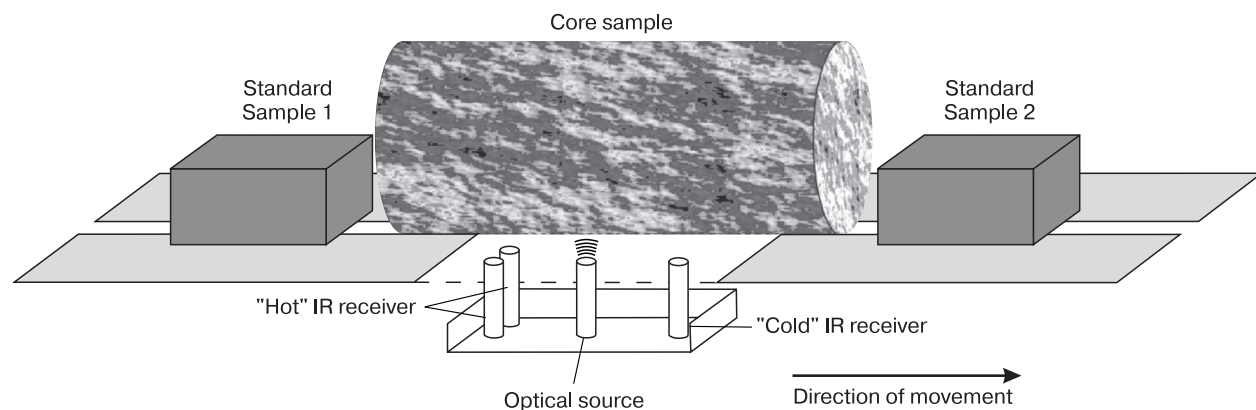 Core sample
Standard
Sample 1
Standard
Sample 2
"Hot" IR receiver
"Cold" IR receiver
Optical source
Direction of movement